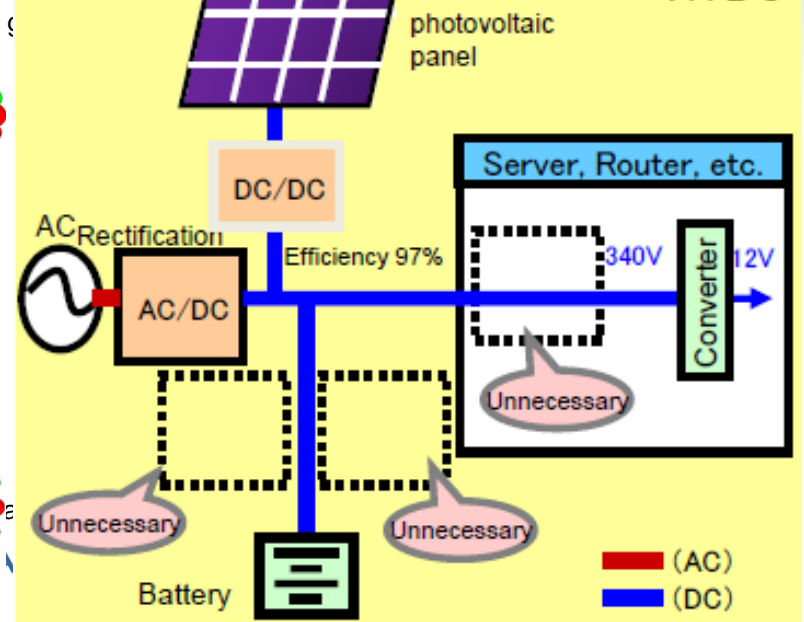 photovoltaic
panel
DC/DC
Server, Router, etc.
AC
Rectification
Efficiency 97%
340V
12V
AC/DC
Converter
Unnecessary
Unnecessary
Unnecessary
Battery
(AC)
(DC)